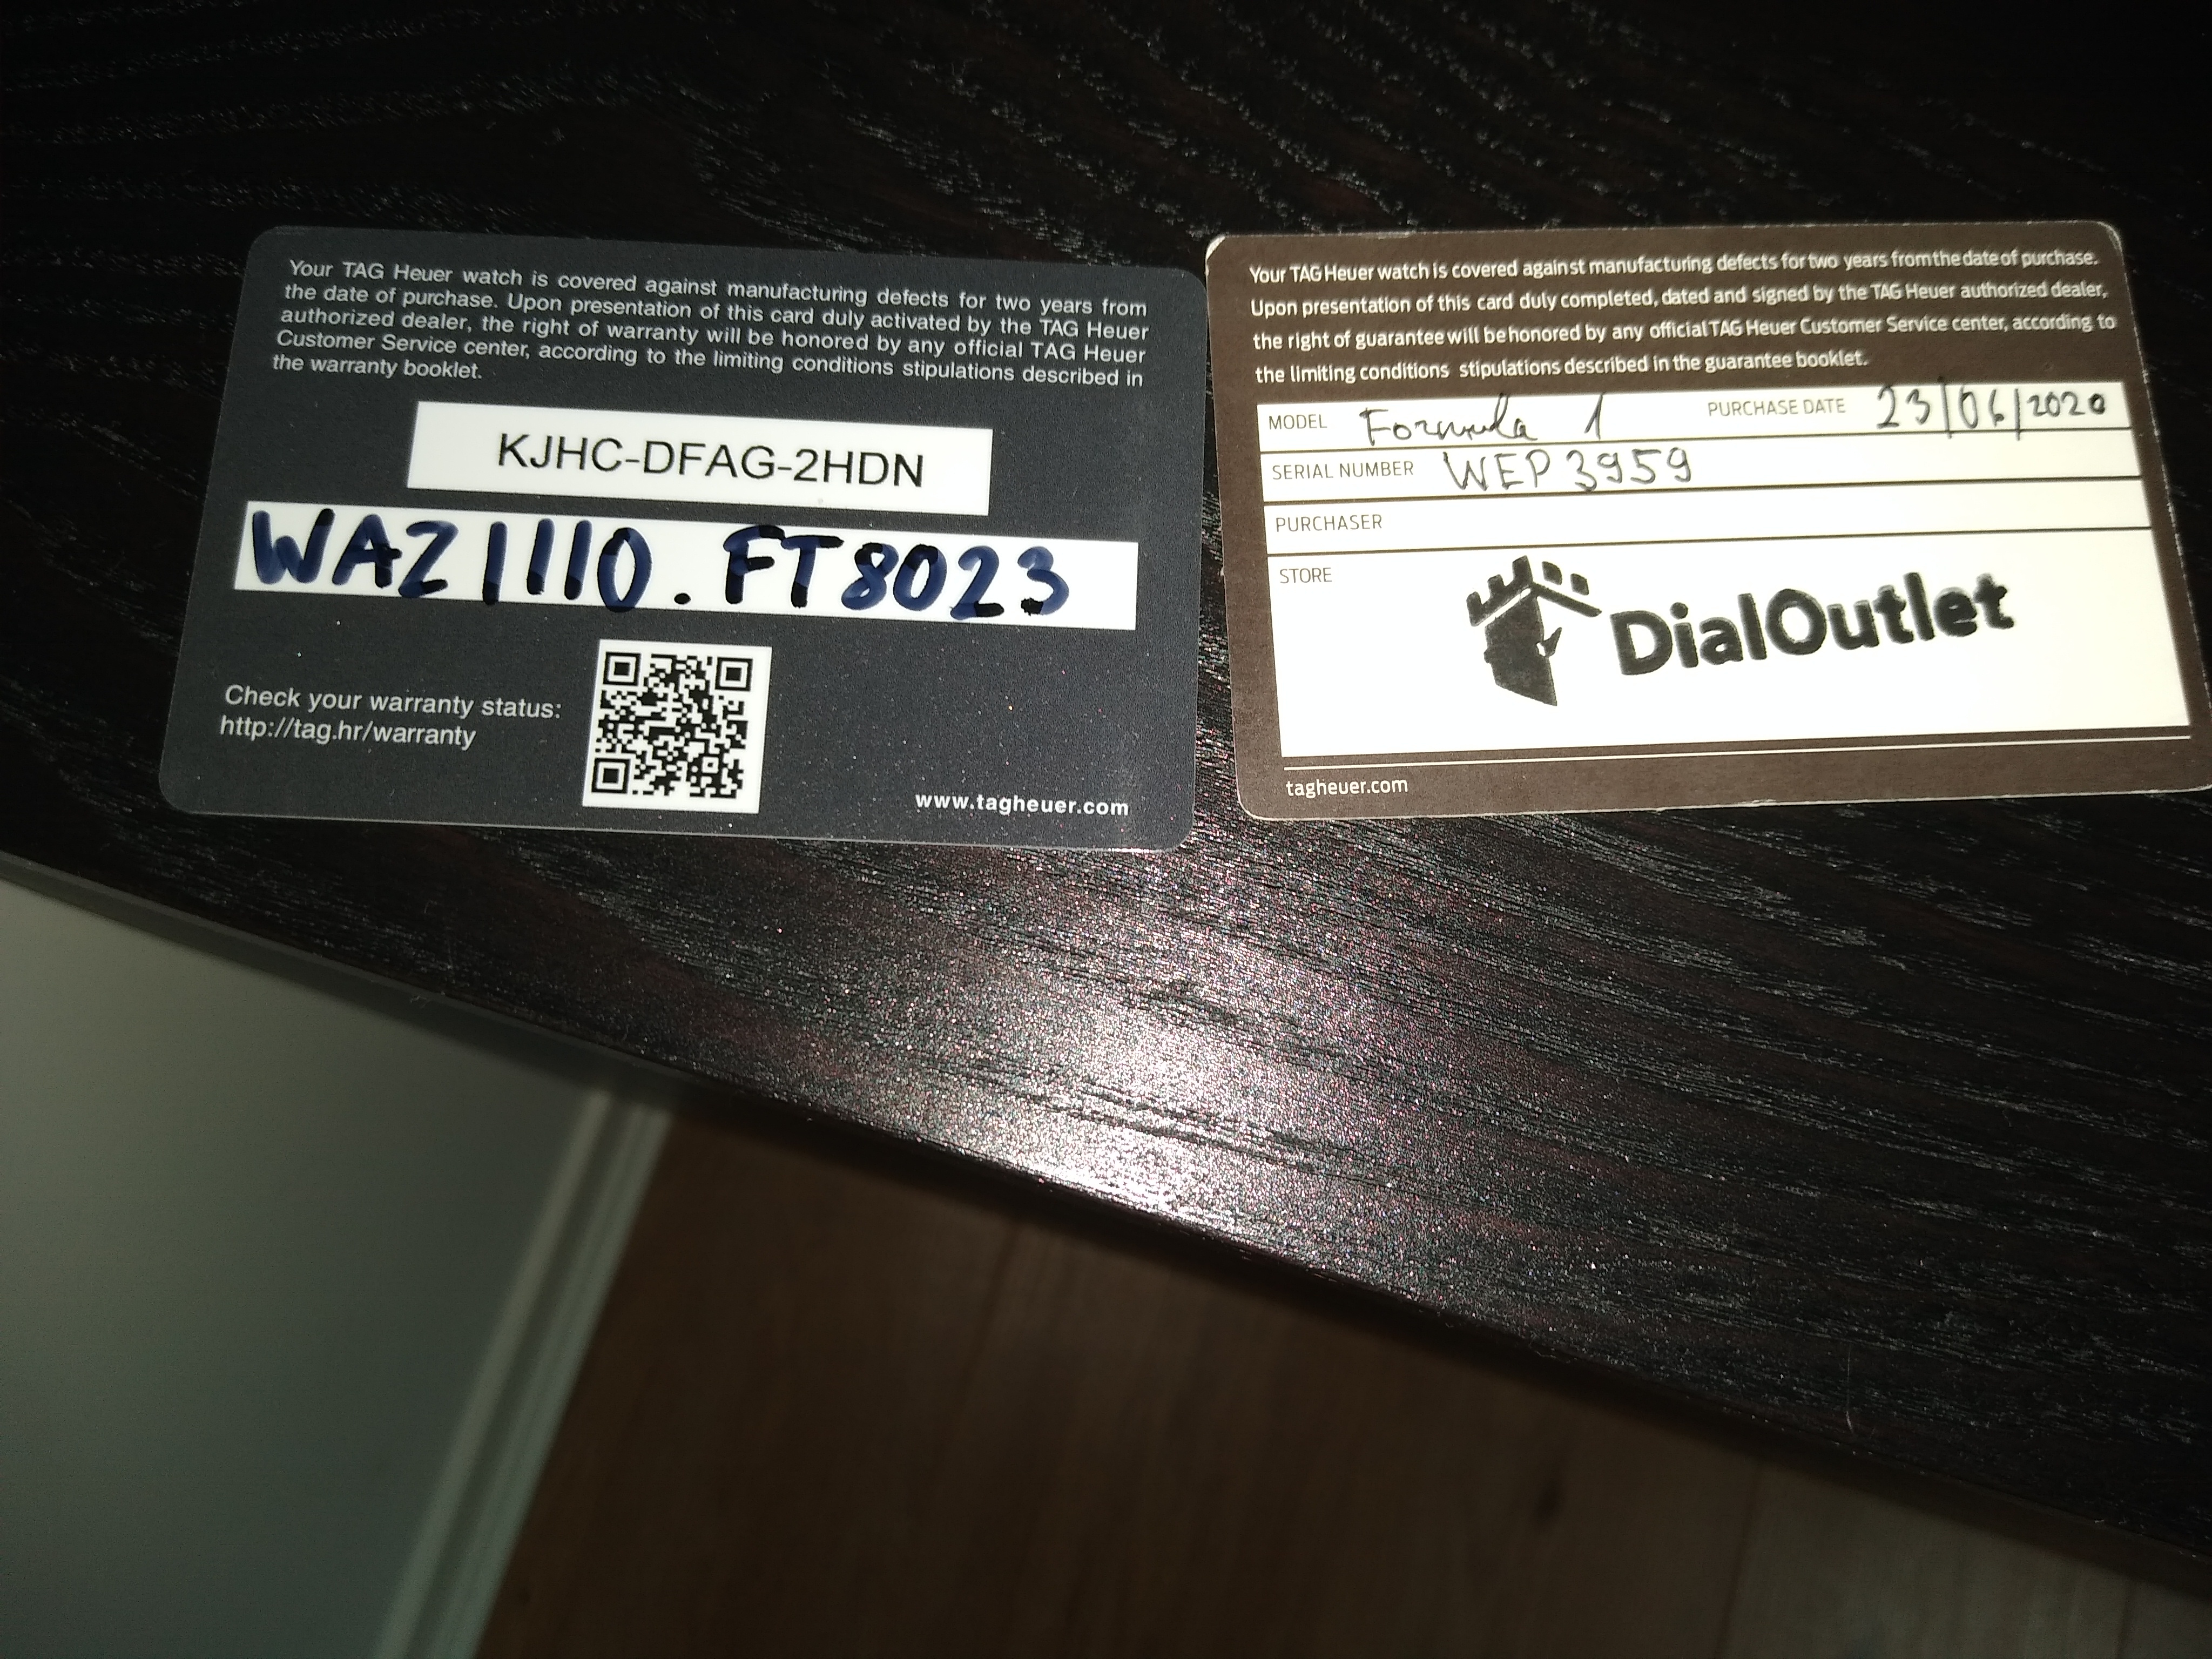 Your TAG Heuer watch is covered against manufacturing defects for two years from
the date of purchase. Upon presentation of this card duly activated by the TAG Heuer
authorized dealer, the right of warranty will be honored by any official TAG Heuer
Customer Service center, according to the limiting conditions stipulations described in
the warranty booklet.
KJHC-DFAG-2HDN
WAZ1110.FT8023
Check your warranty status:
http://tag.hr/warranty
www.tagheuer.com
Your TAG Heuer watch is covered against manufacturing defects for two years from the date of purchase.
Upon presentation of this card duly completed, dated and signed by the TAG Heuer authorized dealer,
the right of guarantee will be honored by any official TAG Heuer Customer Service center, according to
the limiting conditions stipulations described in the guarantee booklet.
MODEL Formula 1 PURCHASE DATE 23/06/2020
SERIAL NUMBER WEP3959
PURCHASER
STORE
DialOutlet
tagheuer.com